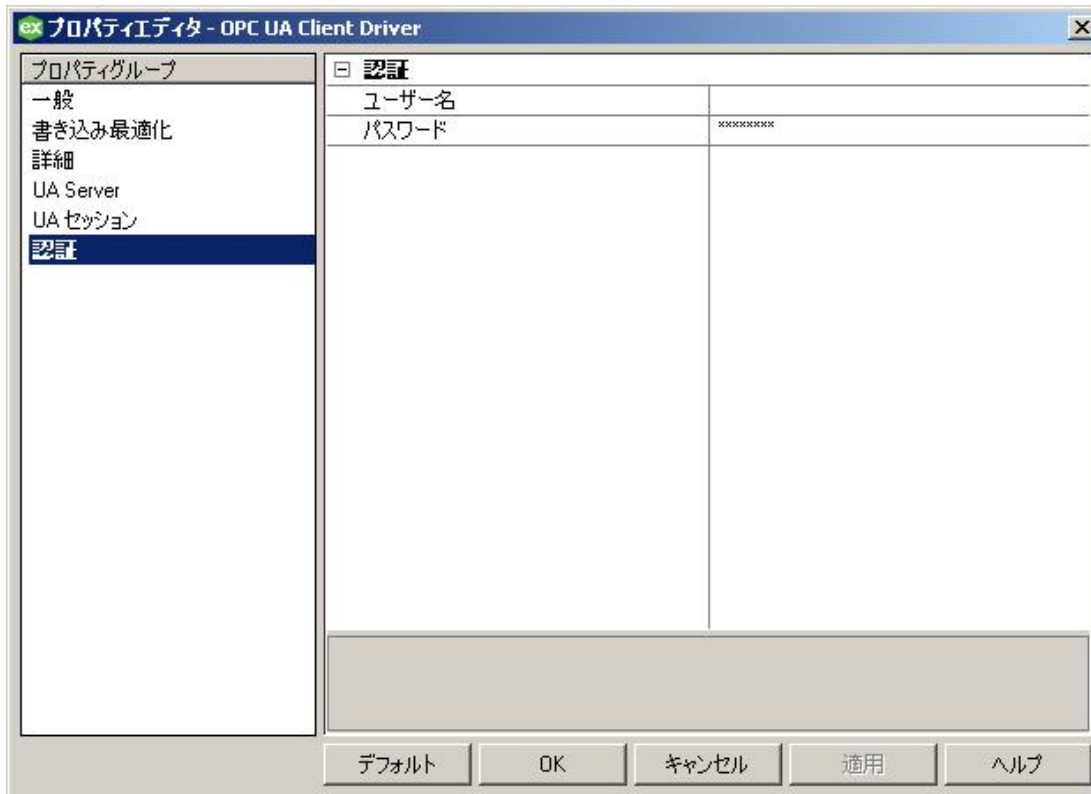 ex プロパティエディタ - OPC UA Client Driver
プロパティグループ
一般
書き込み最適化
詳細
UA Server
UA セッション
認証
認証
ユーザー名
パスワード ********
デフォルト OK キャンセル 適用 ヘルプ